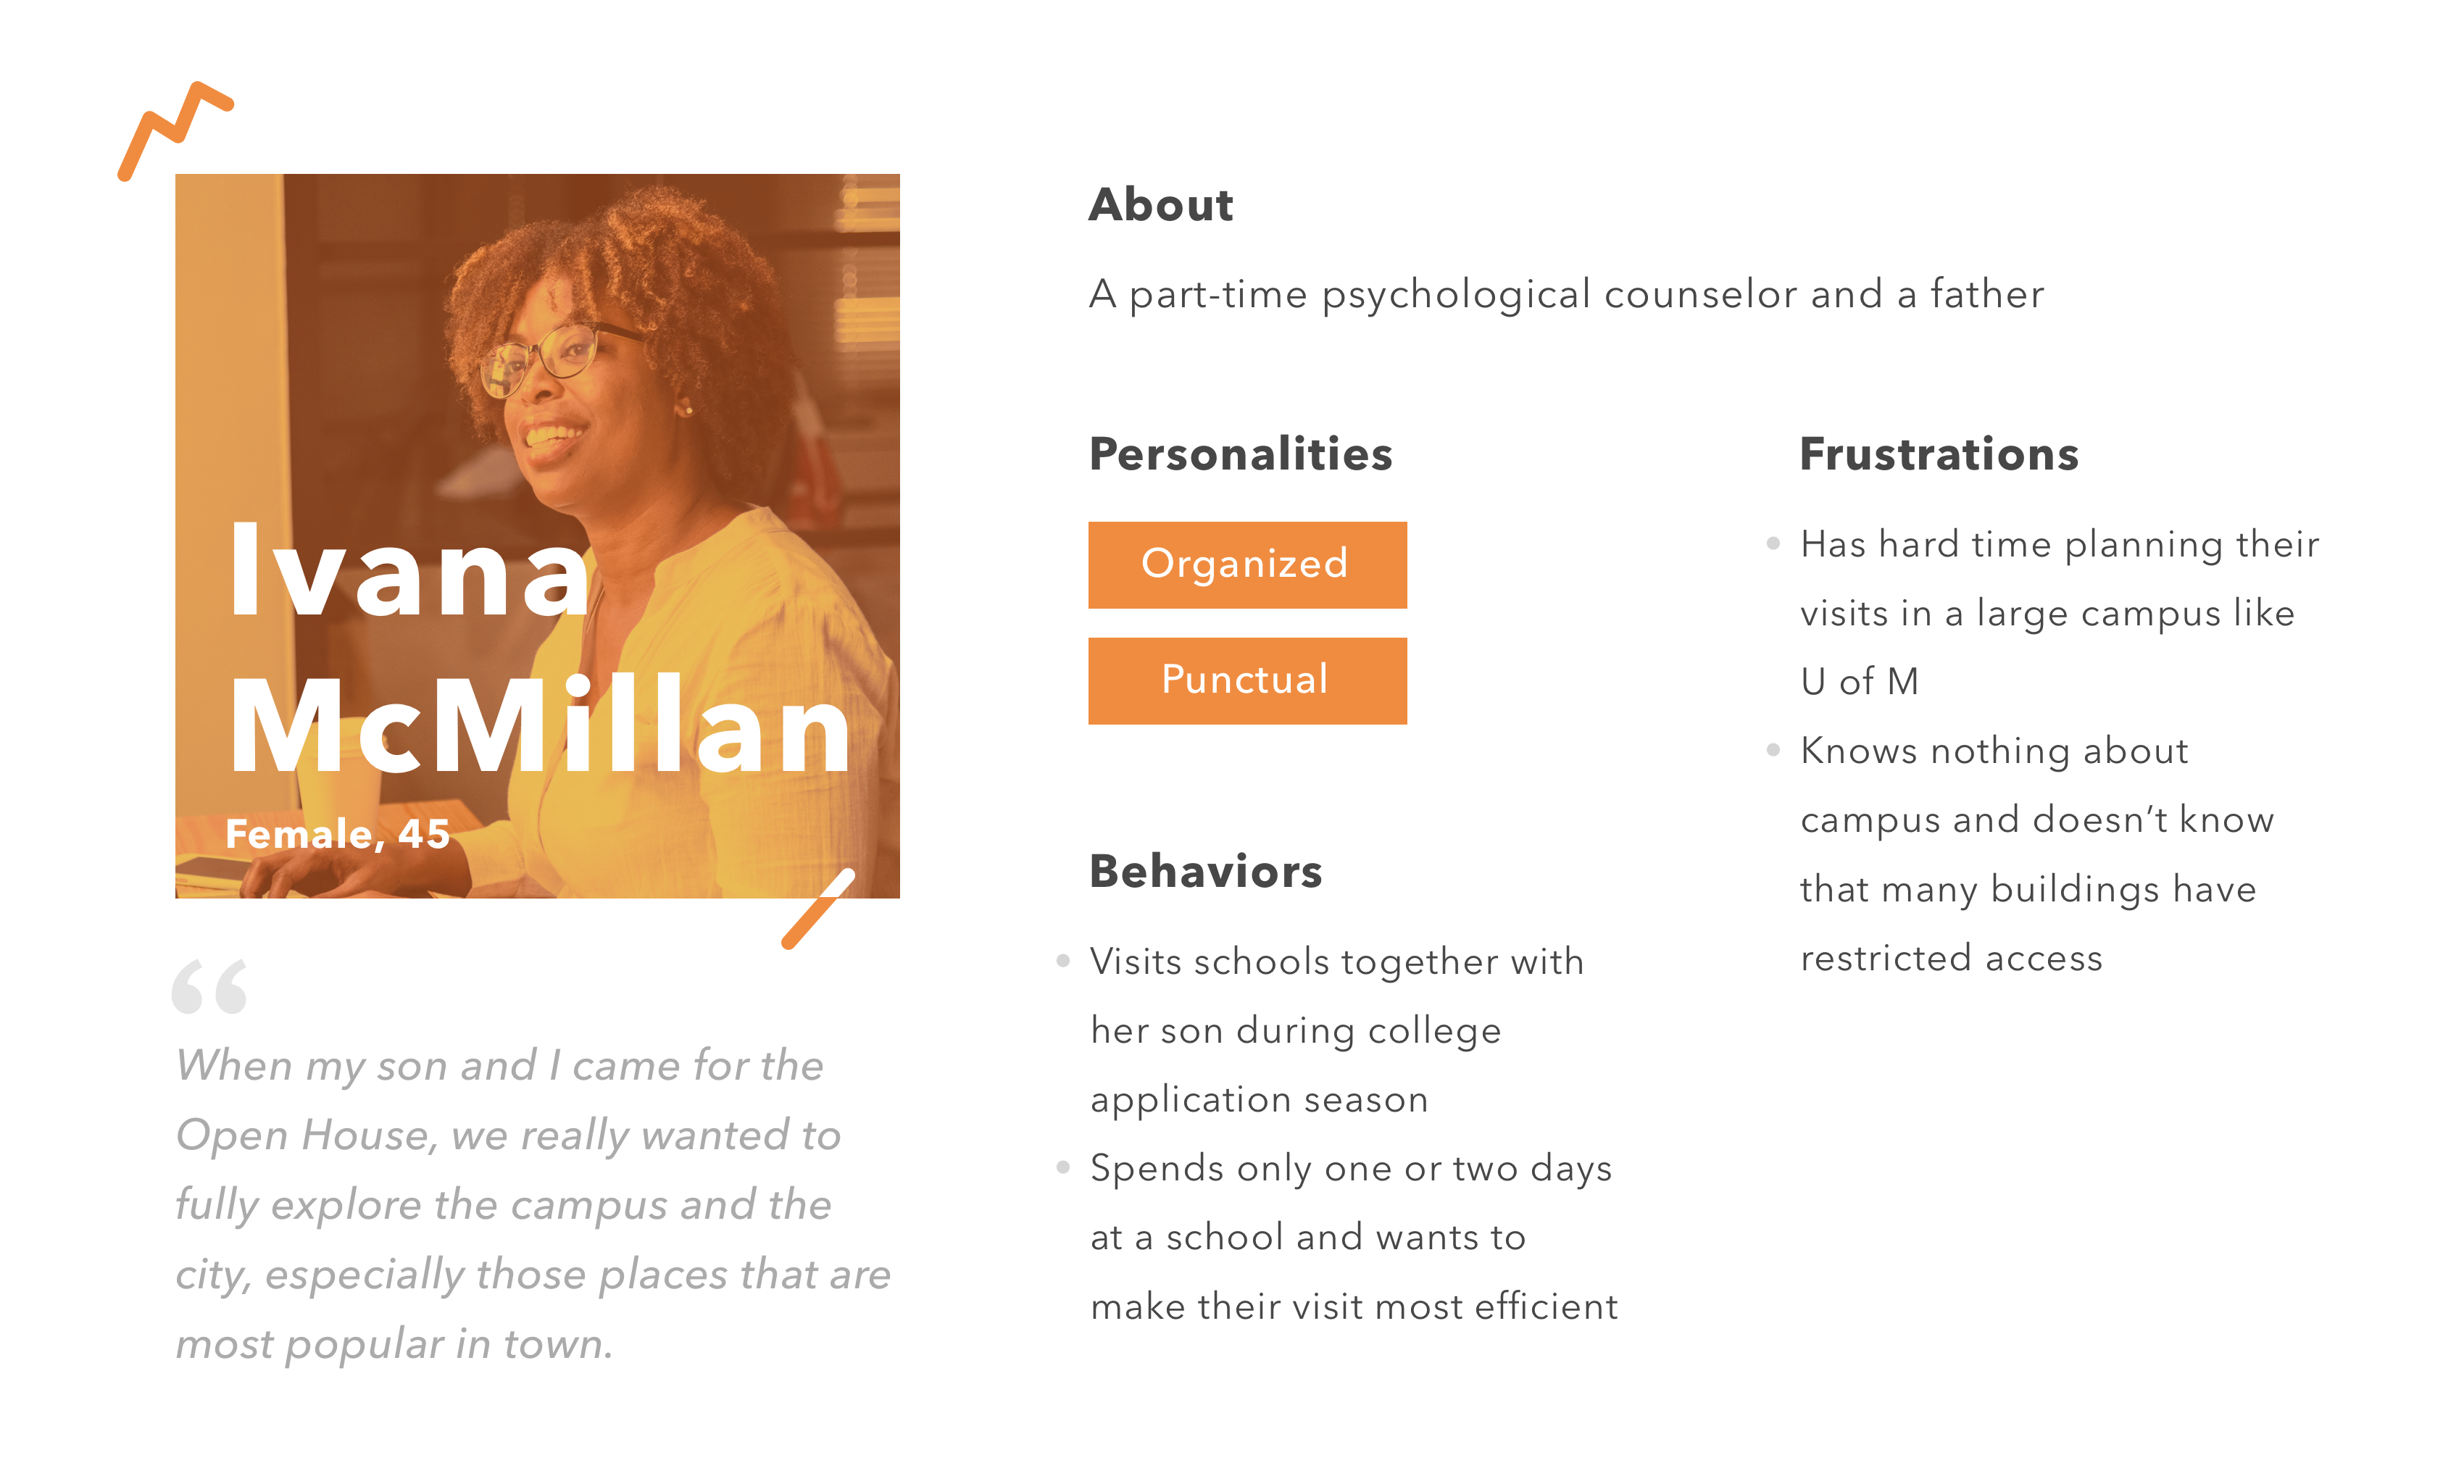 Ivana
McMillan
Female, 45
“
When my son and I came for the
Open House, we really wanted to
fully explore the campus and the
city, especially those places that are
most popular in town.
About
A part-time psychological counselor and a father
Personalities
Organized
Punctual
Behaviors
• Visits schools together with
her son during college
application season
• Spends only one or two days
at a school and wants to
make their visit most efficient
Frustrations
• Has hard time planning their
visits in a large campus like
U of M
• Knows nothing about
campus and doesn’t know
that many buildings have
restricted access